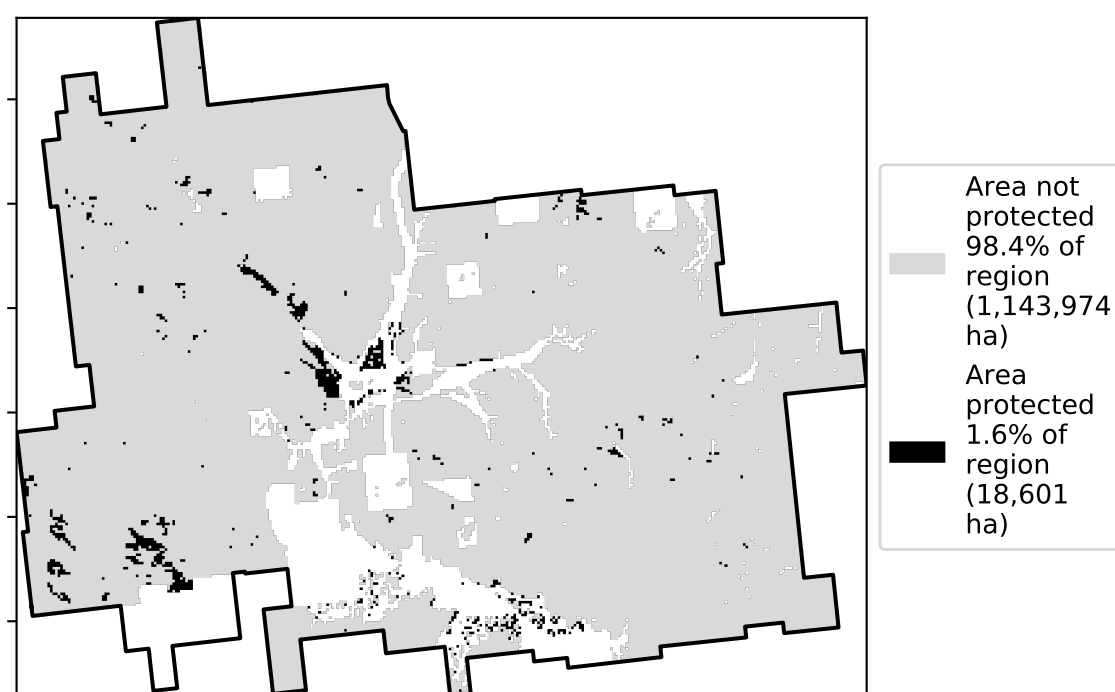 Area not
protected
98.4% of
region
(1,143,974
ha)
Area
protected
1.6% of
region
(18,601
ha)